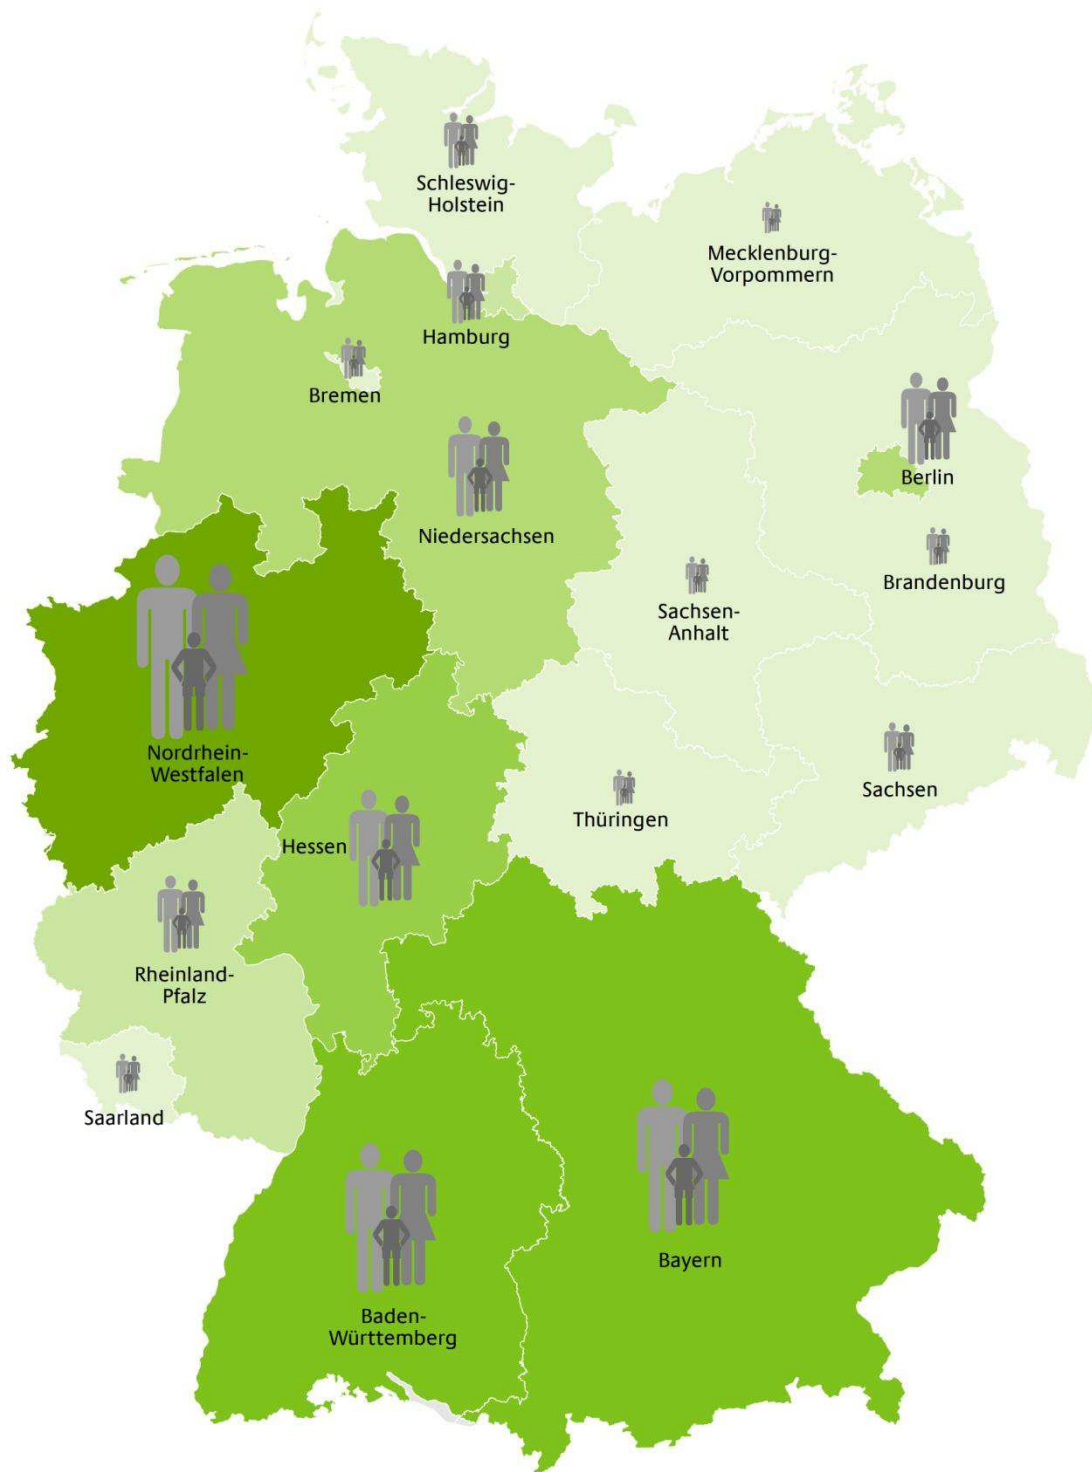 Schleswig-
Holstein
Mecklenburg-
Vorpommern
Hamburg
Bremen
Berlin
Niedersachsen
Brandenburg
Sachsen-
Anhalt
Nordrhein-
Westfalen
Sachsen
Thüringen
Hessen
Rheinland-
Pfalz
Saarland
Bayern
Baden-
Württemberg